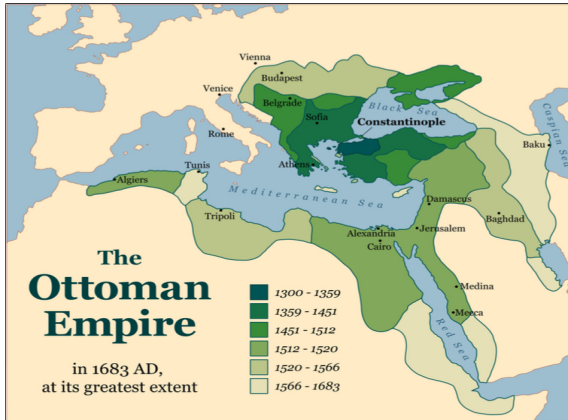 Vienna
Budapest
Venice
Belgrade
Black Sea
Caspian Sea
Sofia
Constantinople
Rome
Baku
Athens
Tunis
Algiers
Mediterranean Sea
Damascus
Tripoli
Baghdad
Alexandria
Jerusalem
Cairo
The
Ottoman
Empire
in 1683 AD,
at its greatest extent
1300 - 1359
1359 - 1451
1451 - 1512
1512 - 1520
1520 - 1566
1566 - 1683
Medina
Mecca
Red Sea